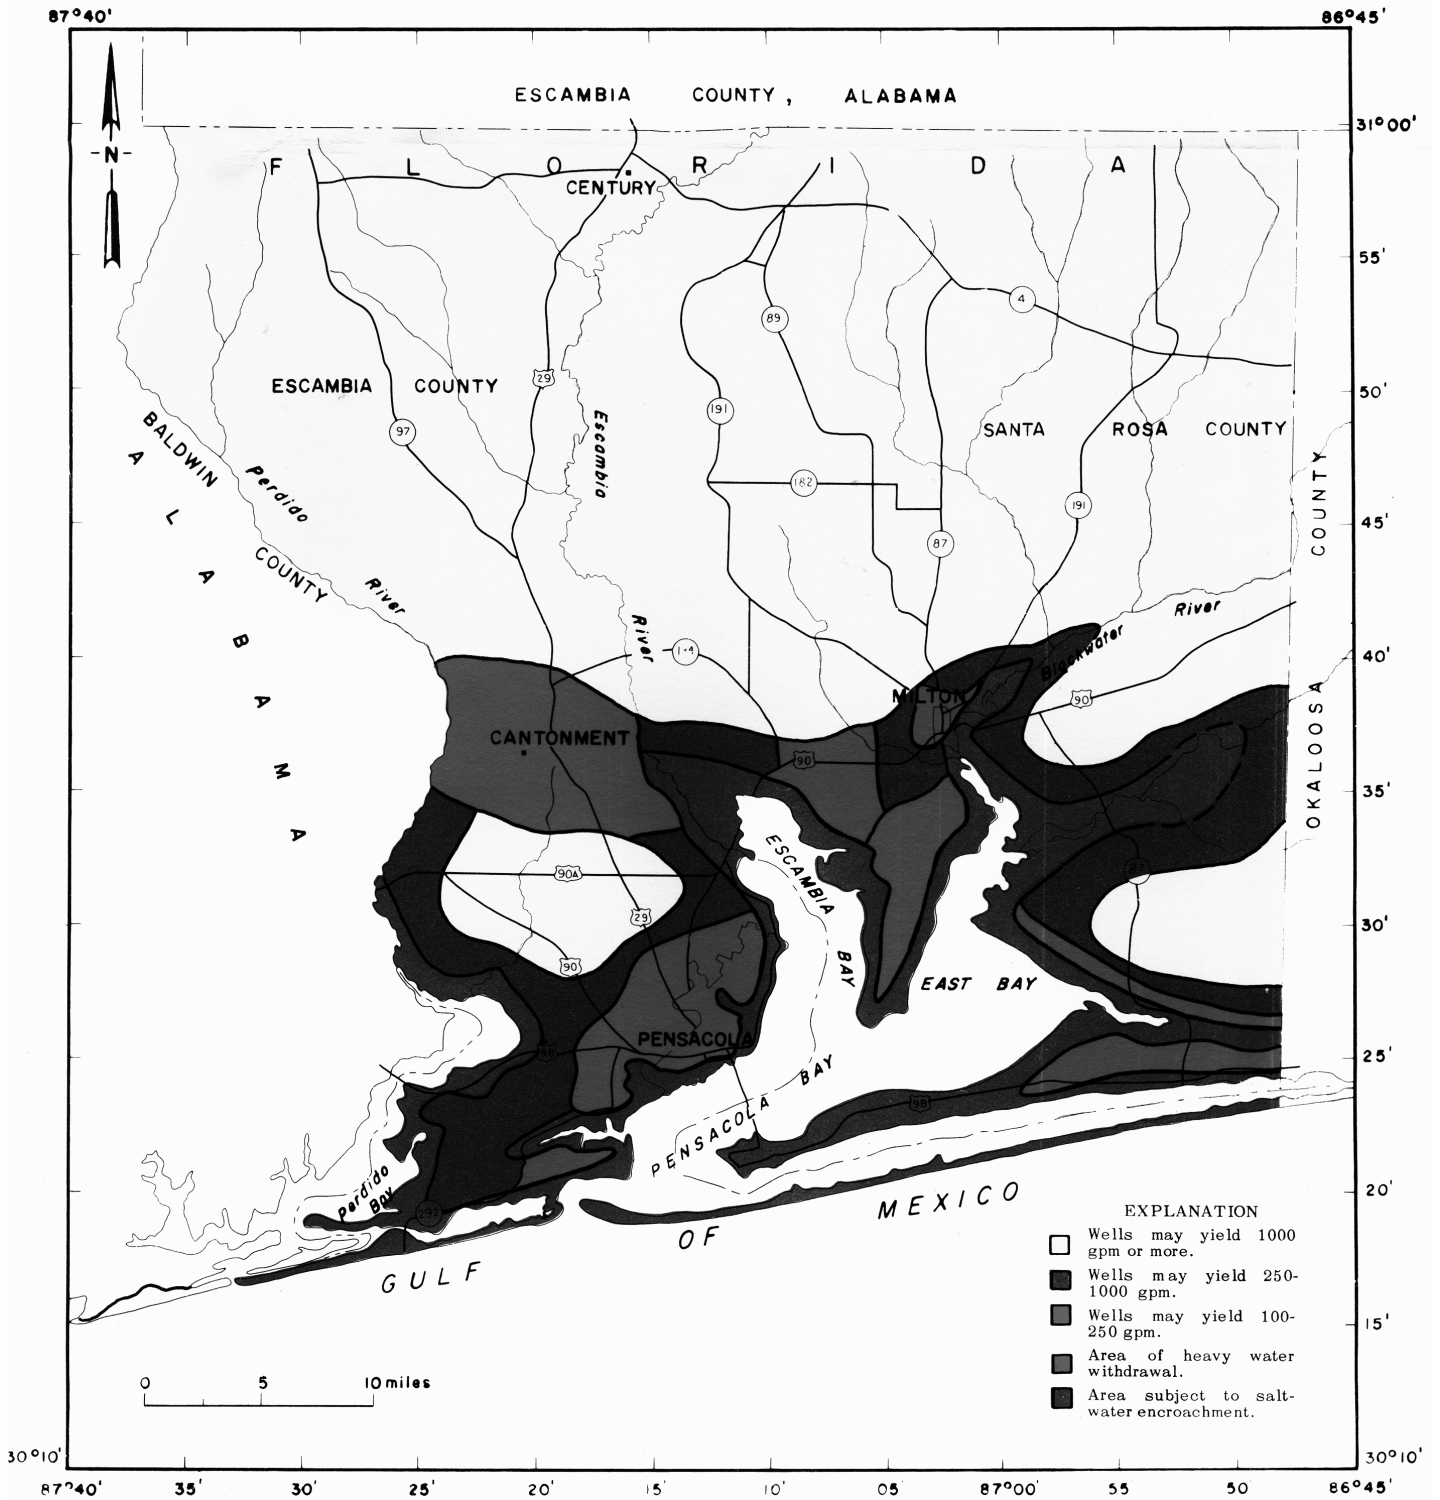 87°40' 86°45'
ESCAMBIA COUNTY, ALABAMA
31°00'
-N-
F L O R I D A
CENTURY
55'
4
89
29
50'
ESCAMBIA COUNTY
191
97
Escambia
SANTA ROSA COUNTY
BALDWIN
A L A B A M A
Perdido
182
191
COUNTY
45'
87
COUNTY
River
River
River
40'
Blackwater
MILTON
90
OKALOOSA
CANTONMENT
90
35'
ESCAMBIA
90A
87
29
30'
90
BAY
EAST BAY
PENSACOLA
98
25'
BAY
98
PENSACOLA
Perdido
Bay
20'
292
MEXICO
OF
GULF
EXPLANATION
Wells may yield 1000
gpm or more.
Wells may yield 250-
1000 gpm.
Wells may yield 100-
250 gpm.
15'
Area of heavy water
withdrawal.
Area subject to salt-
water encroachment.
0 5 10 miles
30°10' 30°10'
87°40' 35' 30' 25' 20' 15' 10' 05' 87°00' 55 50' 86°45'